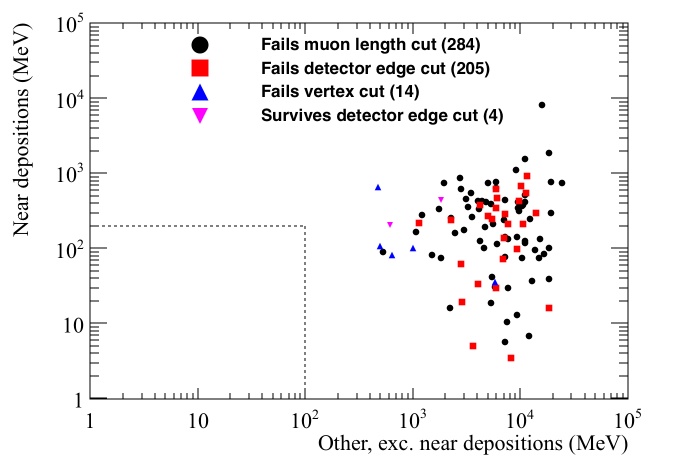 Near depositions (MeV)
10^5
10^4
10^3
10^2
10
1
Fails muon length cut (284)
Fails detector edge cut (205)
Fails vertex cut (14)
Survives detector edge cut (4)
1 10 10^2 10^3 10^4 10^5
Other, exc. near depositions (MeV)